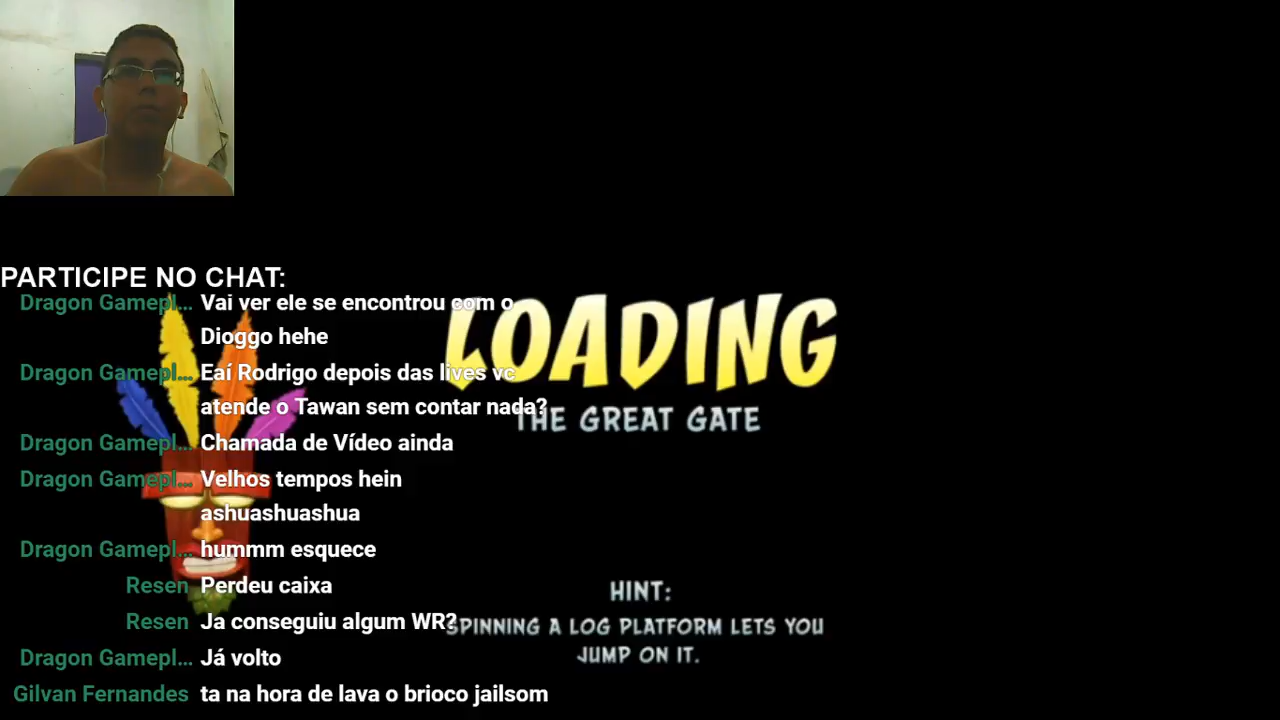 PARTICIPE NO CHAT:
Dragon Gamepl... Vai ver ele se encontrou com o
Dioggo hehe
Dragon Gamepl... Eaí Rodrigo depois das lives vc
atende o Tawan sem contar nada?
Dragon Gamepl... Chamada de Vídeo ainda
Dragon Gamepl... Velhos tempos hein
ashuashuashua
Dragon Gamepl... hummm esquece
Resen Perdeu caixa
Resen Ja conseguiu algum WR?
Dragon Gamepl... Já volto
Gilvan Fernandes ta na hora de lava o brioco jailsom
LOADING
THE GREAT GATE
HINT:
SPINNING A LOG PLATFORM LETS YOU
JUMP ON IT.